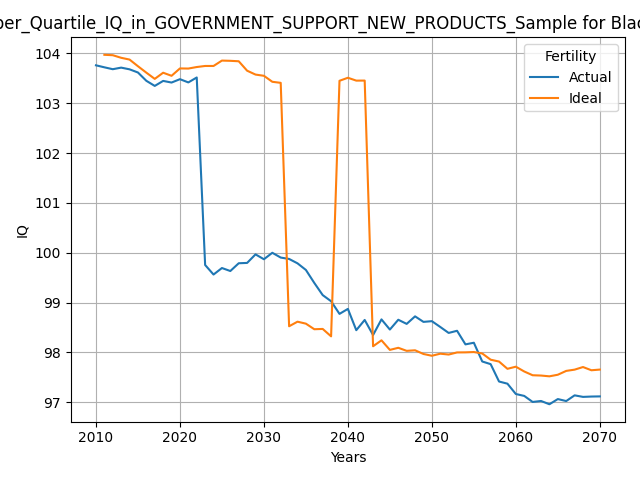 per_Quartile_IQ_in_GOVERNMENT_SUPPORT_NEW_PRODUCTS_Sample for Blac
Fertility
Actual
Ideal
104
103
102
101
100
99
98
97
IQ
2010 2020 2030 2040 2050 2060 2070
Years